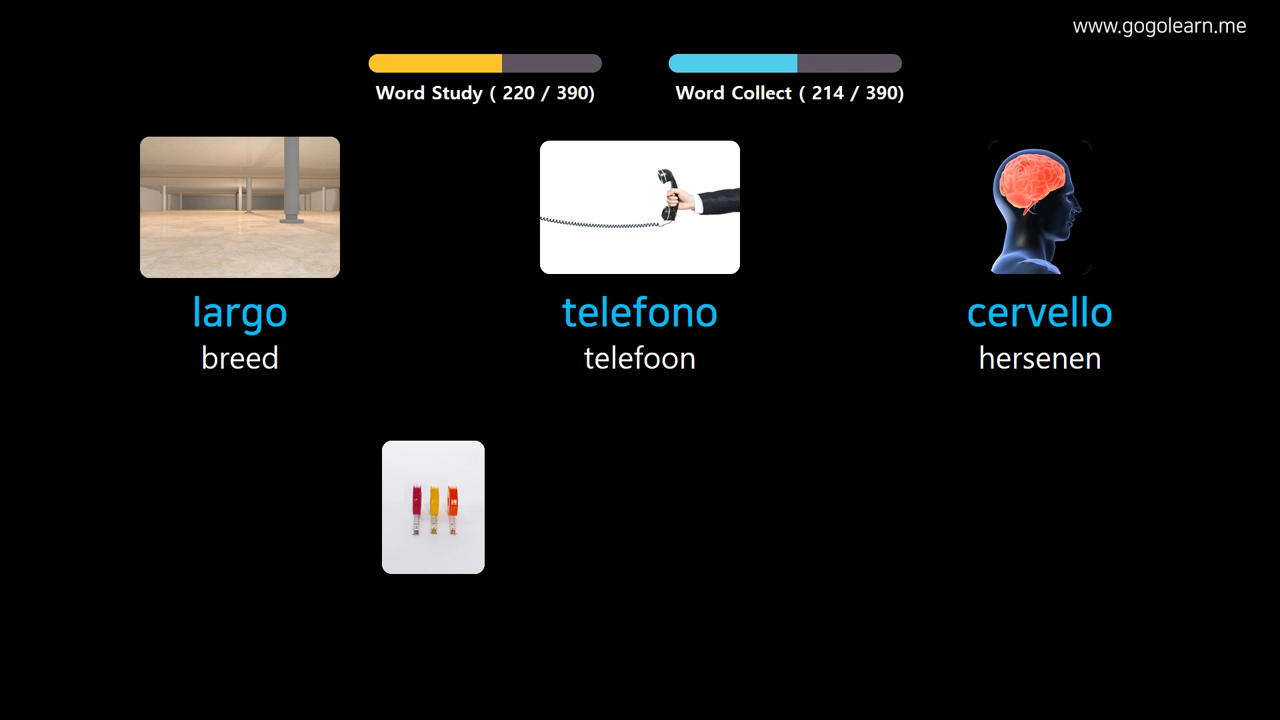 www.gogolearn.me
Word Study ( 220 / 390)
Word Collect ( 214 / 390)
largo
telefono
cervello
breed
telefoon
hersenen